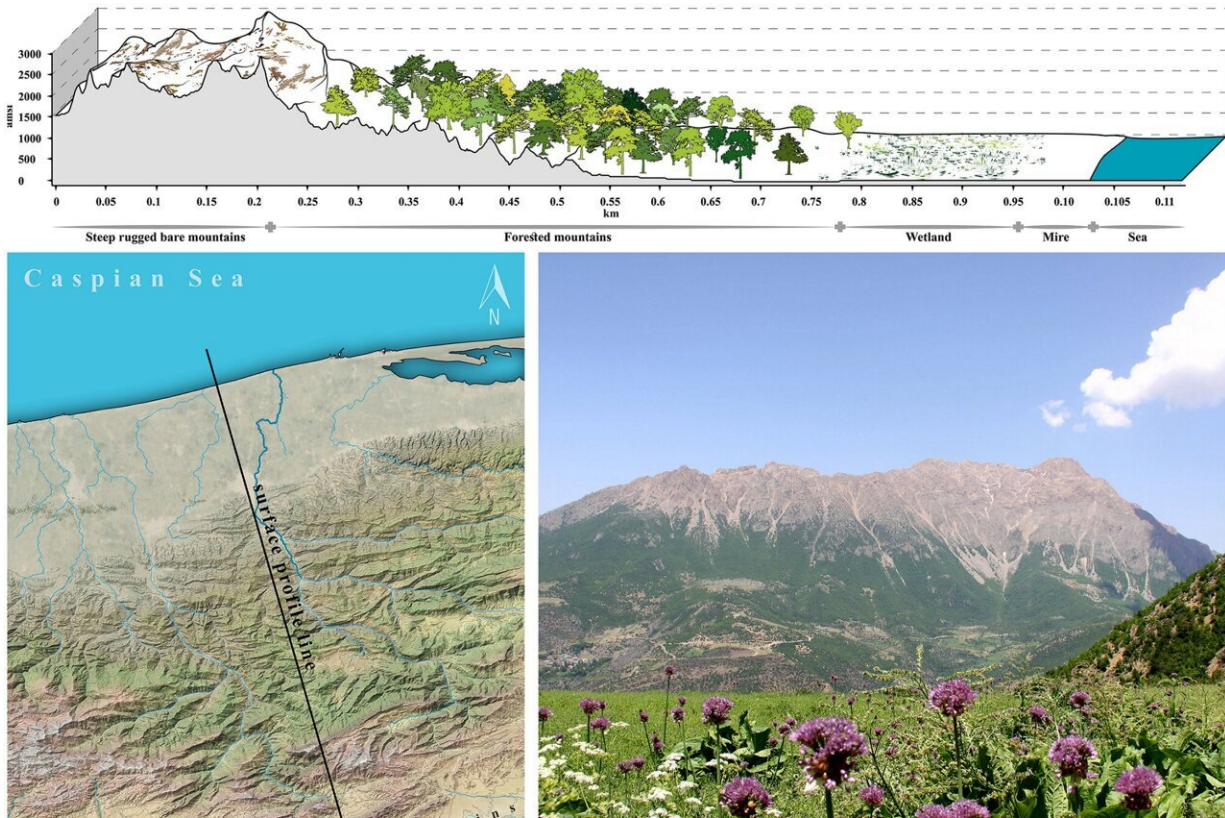 3000
2500
2000
1500
1000
500
0
amsl
0 0.05 0.1 0.15 0.2 0.25 0.3 0.35 0.4 0.45 0.5 0.55 0.6 0.65 0.7 0.75 0.8 0.85 0.9 0.95 0.10 0.105 0.11
km
Steep rugged bare mountains Forested mountains Wetland Mire Sea
Caspian Sea
N
surface profile line